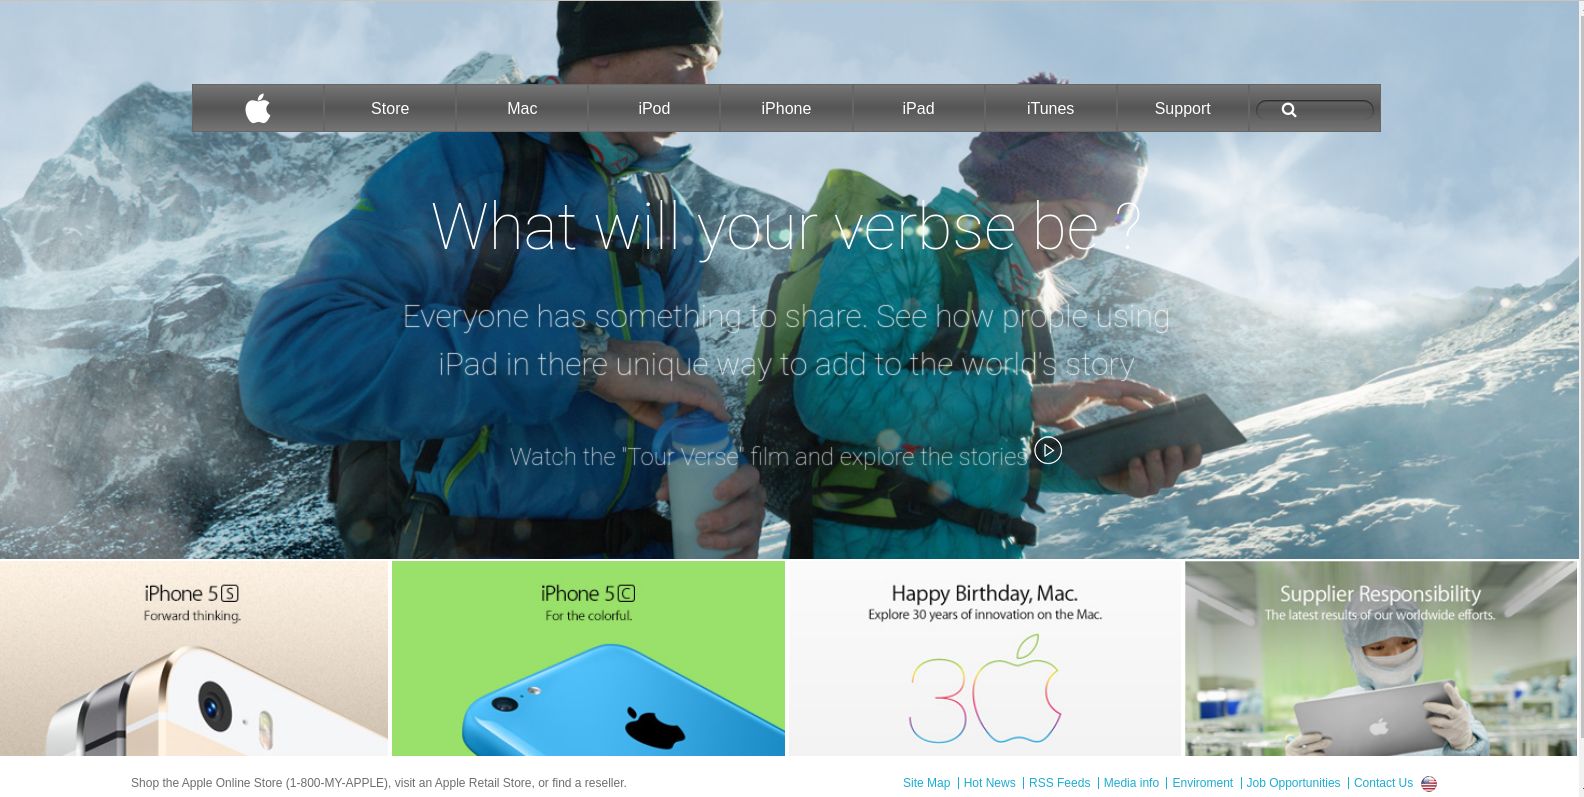 Store Mac iPod iPhone iPad iTunes Support
What will your verbse be ?
Everyone has something to share. See how prople using
iPad in there unique way to add to the world's story
Watch the "Tour Verse" film and explore the stories
iPhone 5S
Forward thinking.
iPhone 5C
For the colorful.
Happy Birthday, Mac.
Explore 30 years of innovation on the Mac.
30
Supplier Responsibility
The latest results of our worldwide efforts.
Shop the Apple Online Store (1-800-MY-APPLE), visit an Apple Retail Store, or find a reseller.
Site Map | Hot News | RSS Feeds | Media info | Enviroment | Job Opportunities | Contact Us